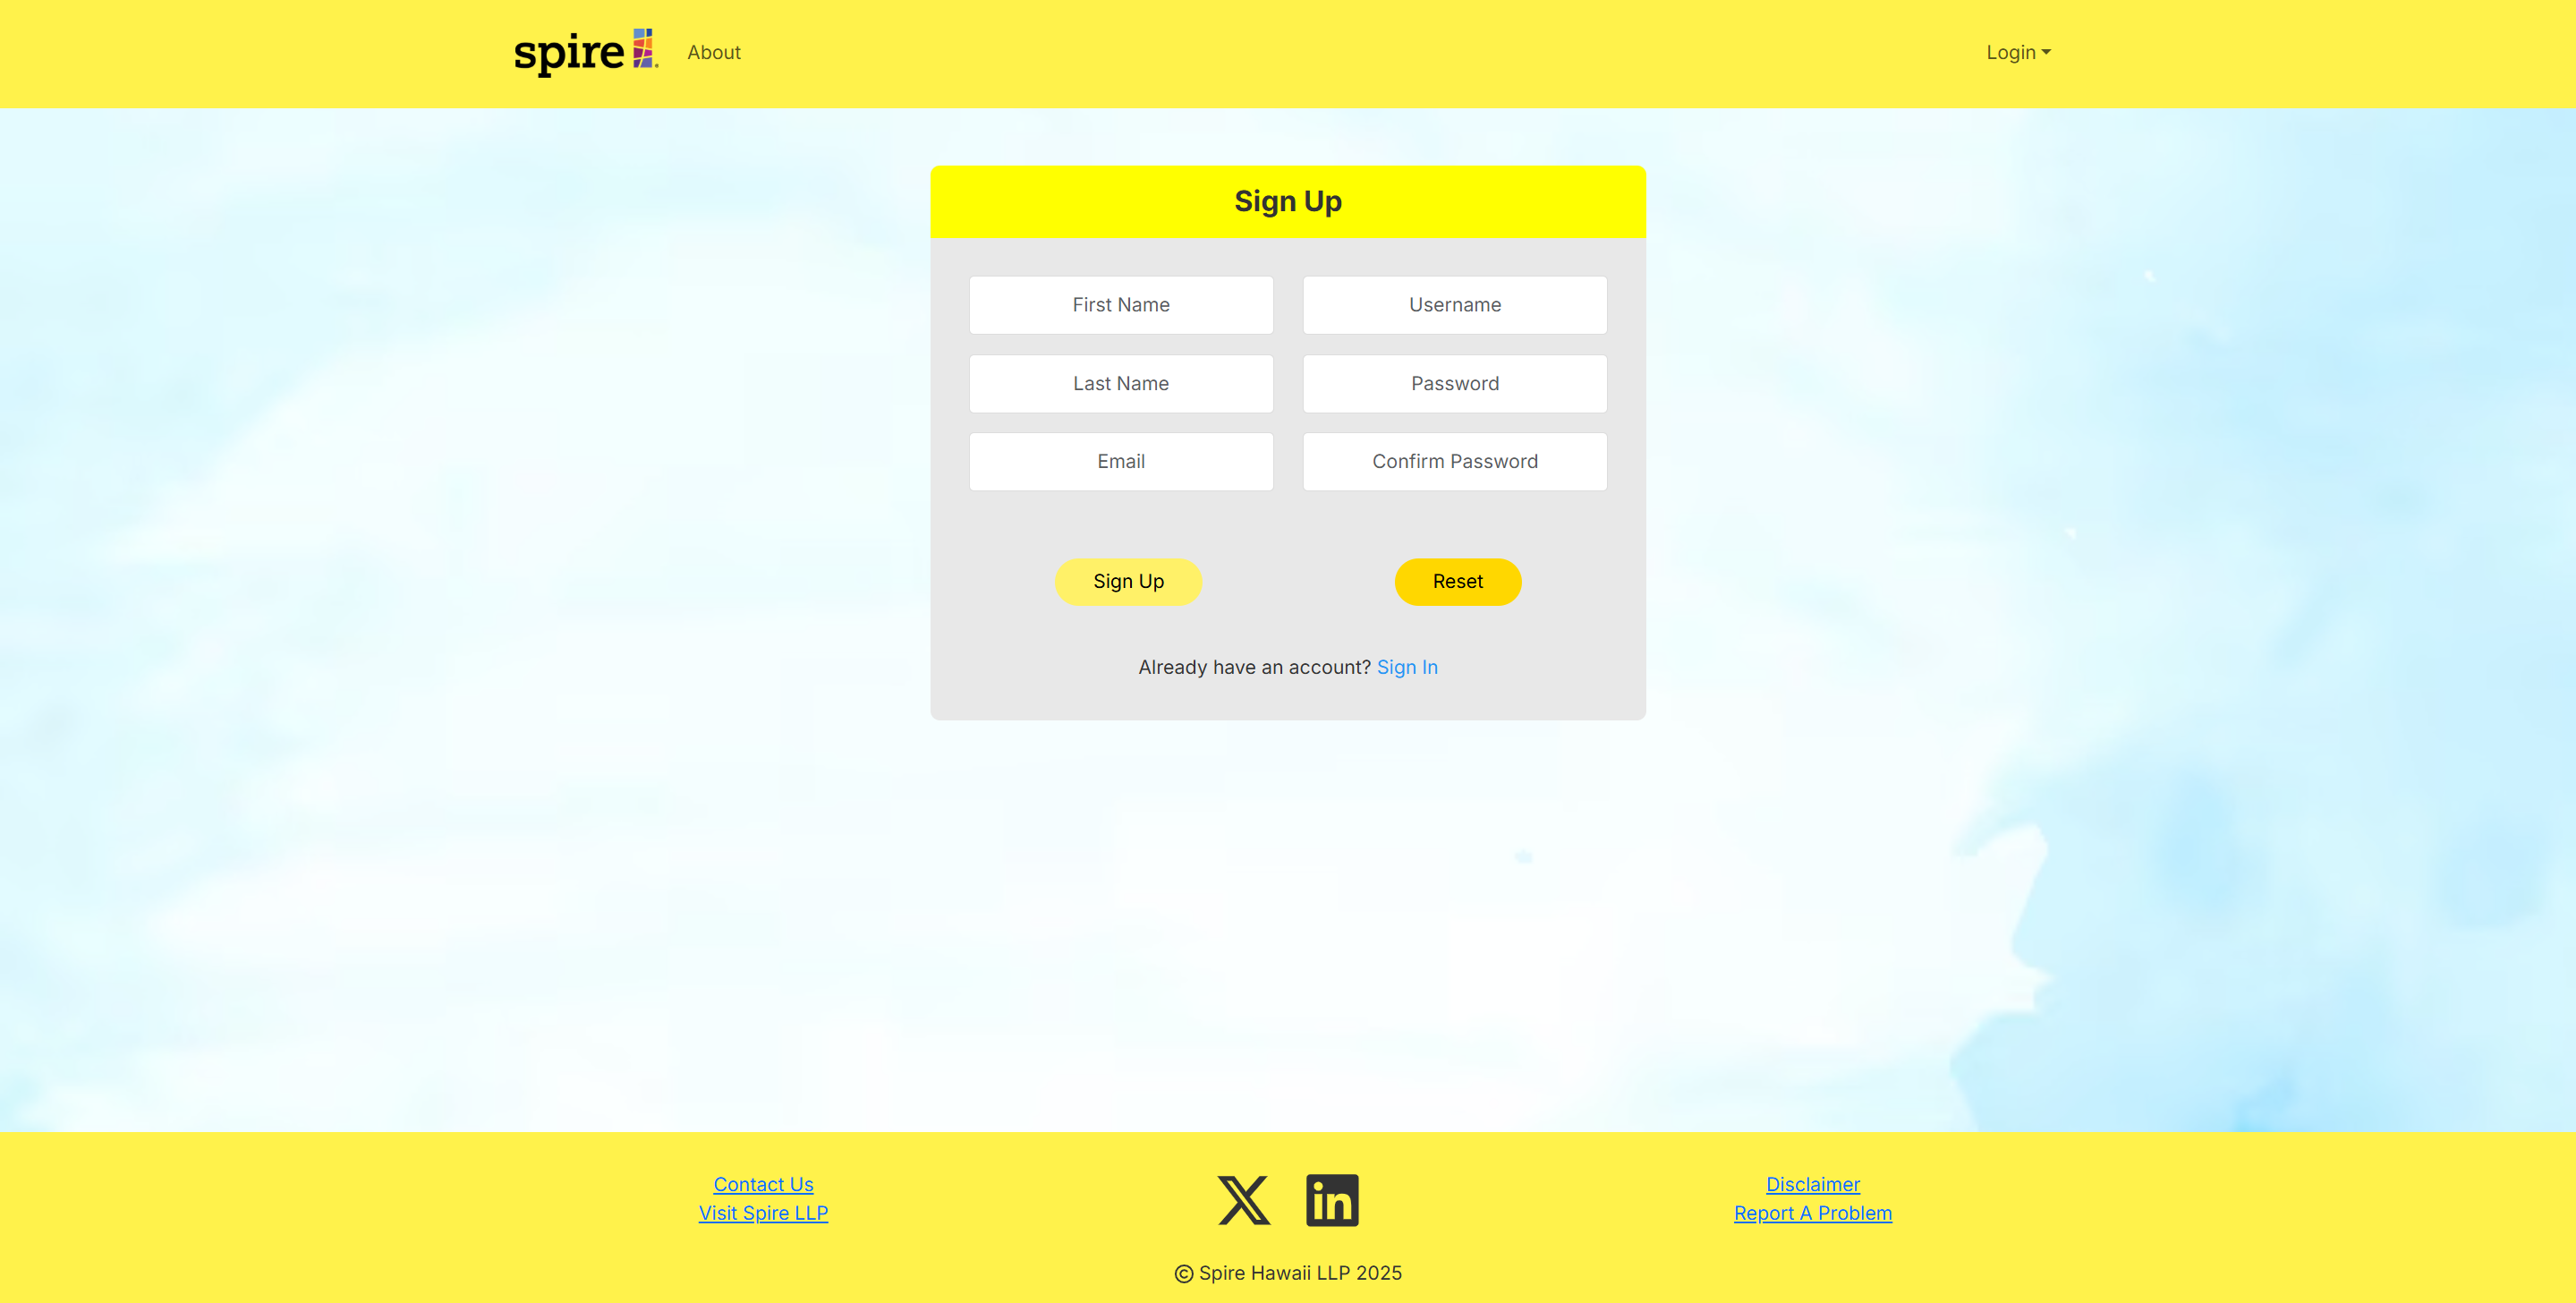 spire
About
Login
Sign Up
First Name
Username
Last Name
Password
Email
Confirm Password
Sign Up
Reset
Already have an account? Sign In
Contact Us
Visit Spire LLP
Disclaimer
Report A Problem
© Spire Hawaii LLP 2025